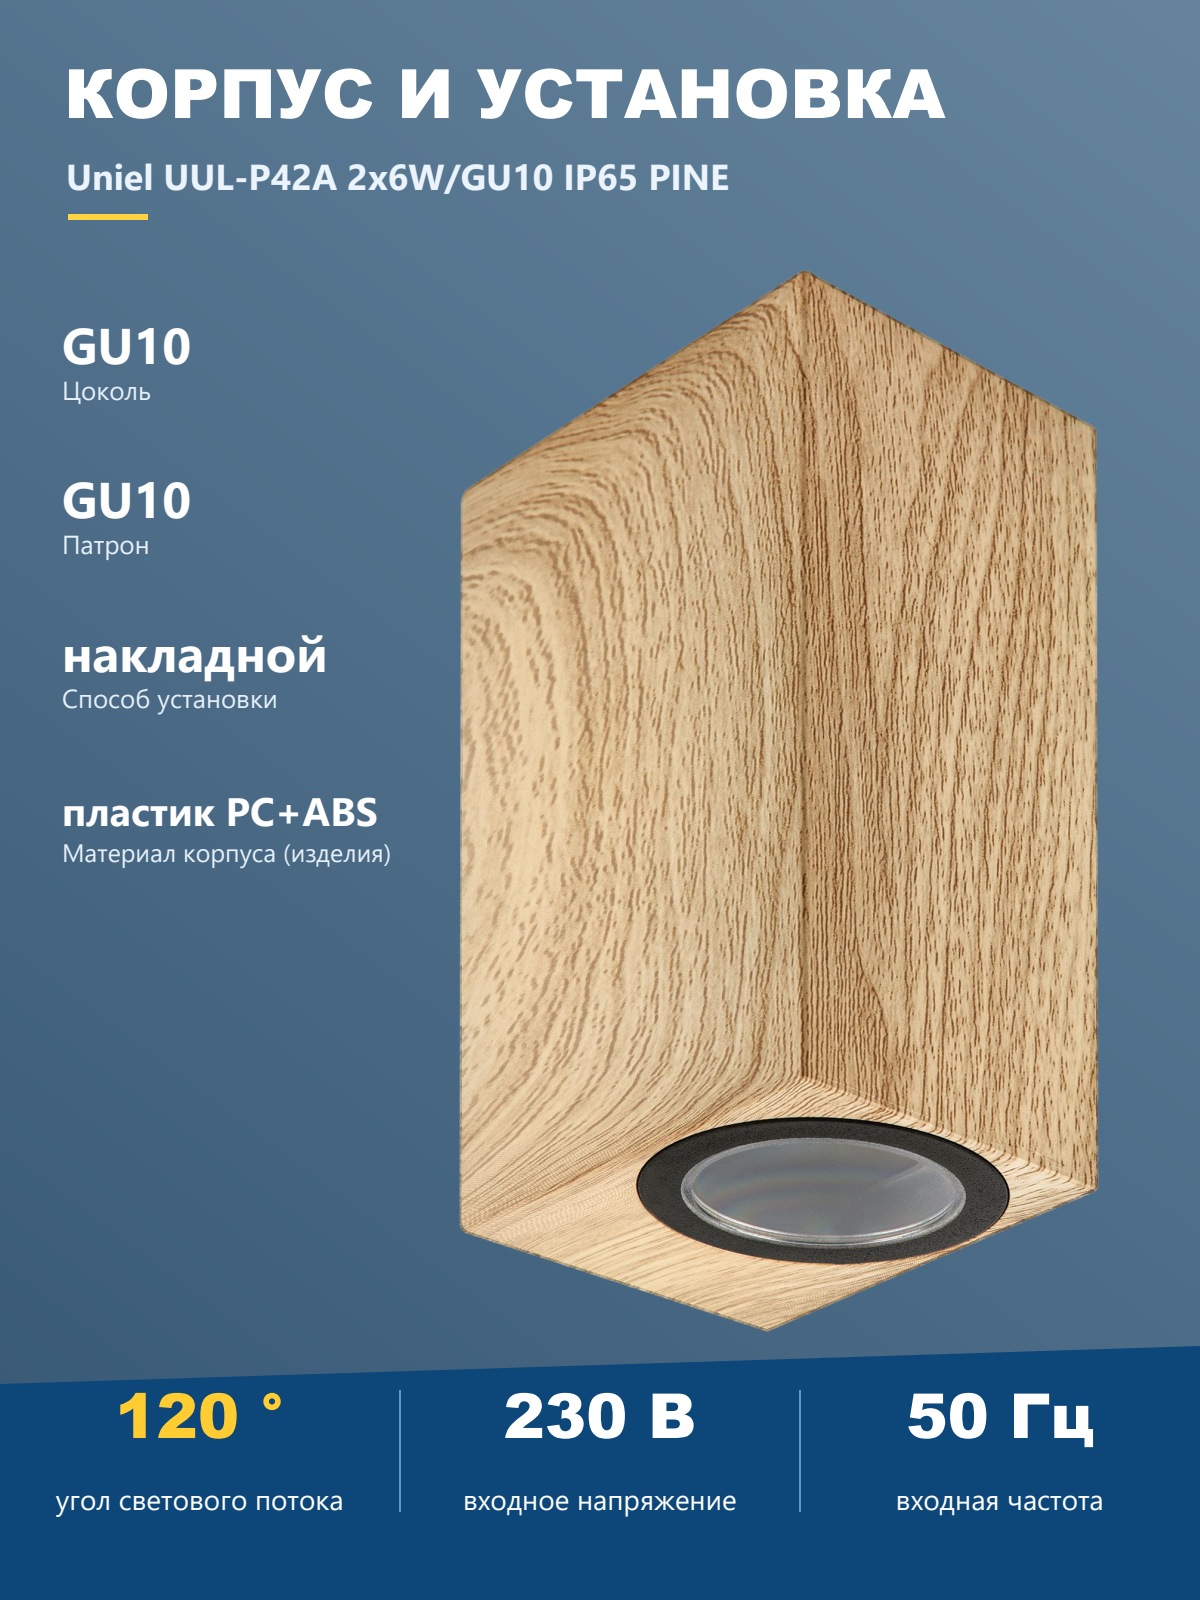 КОРПУС И УСТАНОВКА
Uniel UUL-P42A 2x6W/GU10 IP65 PINE
GU10
Цоколь
GU10
Патрон
накладной
Способ установки
пластик PC+ABS
Материал корпуса (изделия)
120 °
угол светового потока
230 В
входное напряжение
50 Гц
входная частота